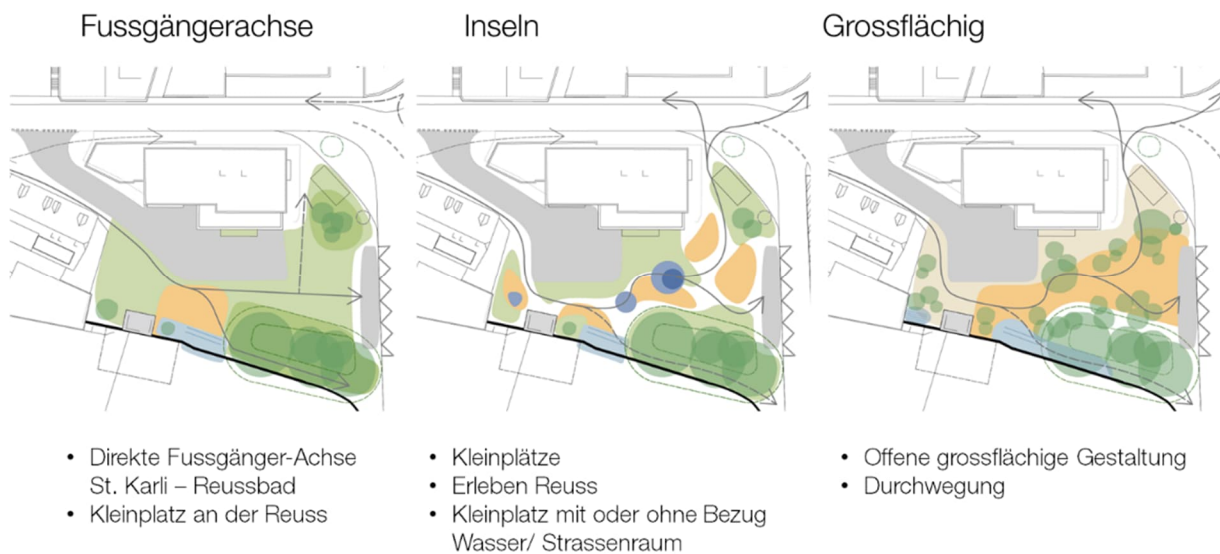 Fussgängerachse
Inseln
Grossflächig
• Direkte Fussgänger-Achse
St. Karli – Reussbad
• Kleinplatz an der Reuss
• Kleinplätze
• Erleben Reuss
• Kleinplatz mit oder ohne Bezug
Wasser/ Strassenraum
• Offene grossflächige Gestaltung
• Durchwegung